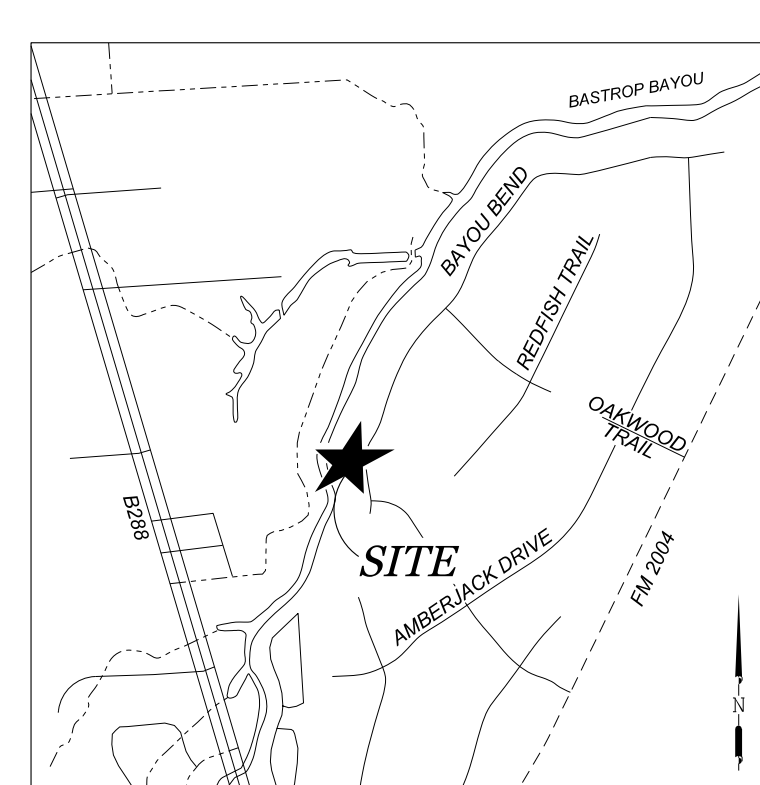 BASTROP BAYOU
BAYOU BEND
REDFISH TRAIL
OAKWOOD
TRAIL
B288
SITE
AMBERJACK DRIVE
FM 2004
N